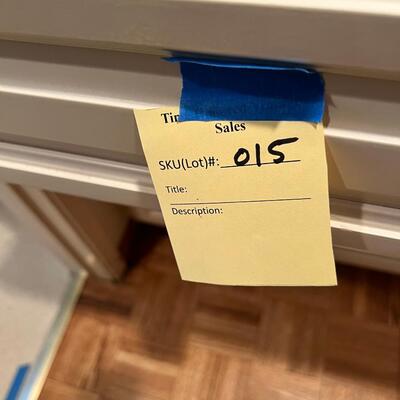 Sales
SKU(Lot)#: 015
Title:
Description: